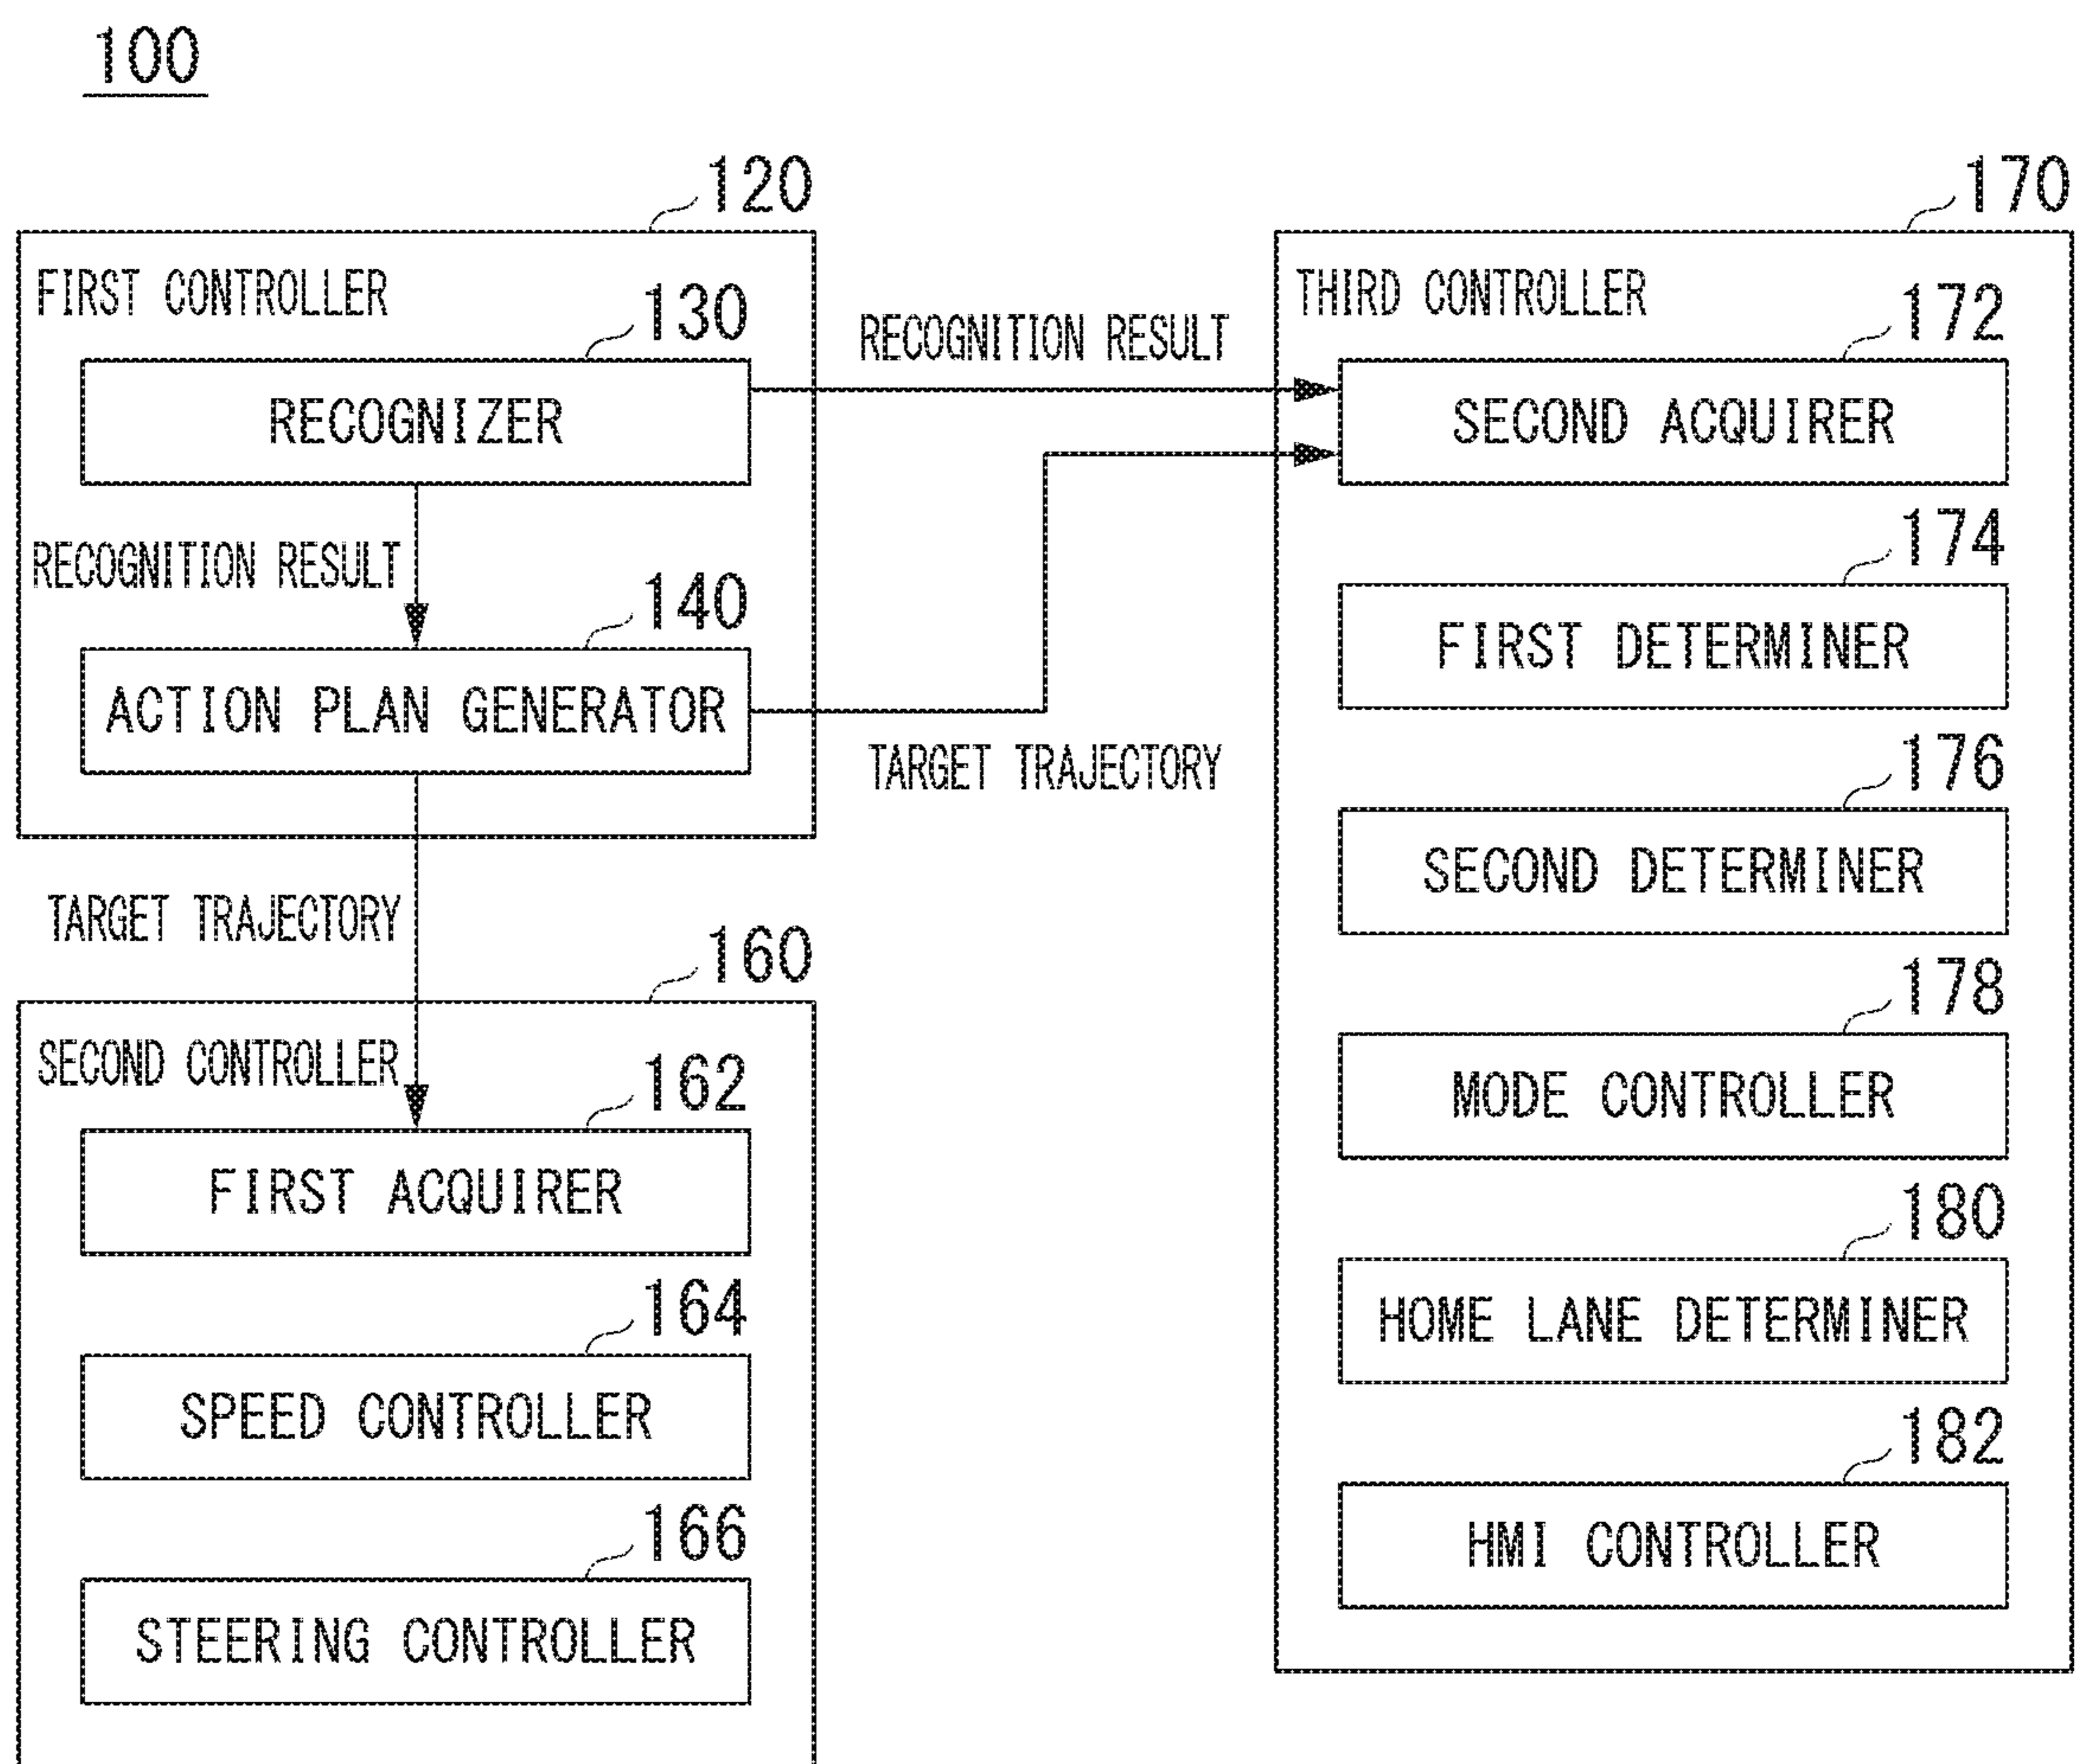 100
120
FIRST CONTROLLER
130
RECOGNIZER
RECOGNITION RESULT
140
ACTION PLAN GENERATOR
TARGET TRAJECTORY
160
SECOND CONTROLLER
162
FIRST ACQUIRER
164
SPEED CONTROLLER
166
STEERING CONTROLLER
RECOGNITION RESULT
TARGET TRAJECTORY
170
THIRD CONTROLLER
172
SECOND ACQUIRER
174
FIRST DETERMINER
176
SECOND DETERMINER
178
MODE CONTROLLER
180
HOME LANE DETERMINER
182
HMI CONTROLLER